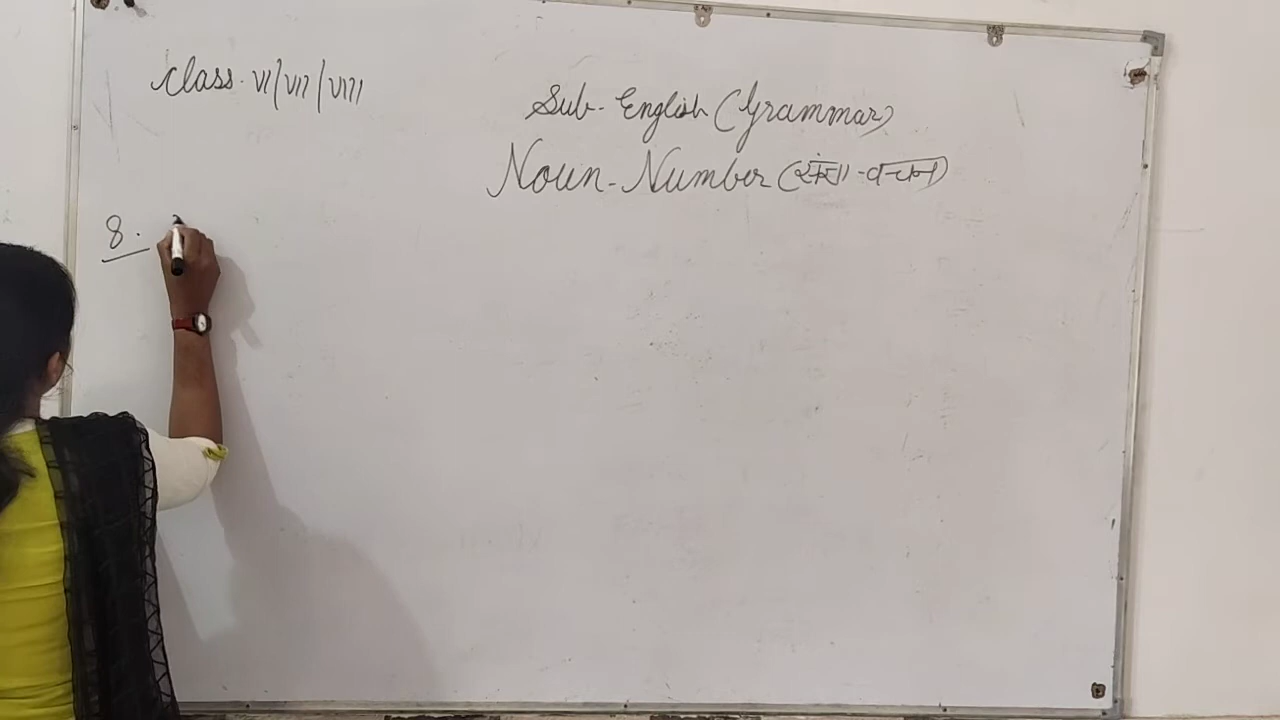 Class- VI/VII/VIII
Sub- English (Grammar)
Noun-Number (संज्ञा-वचन)
8.